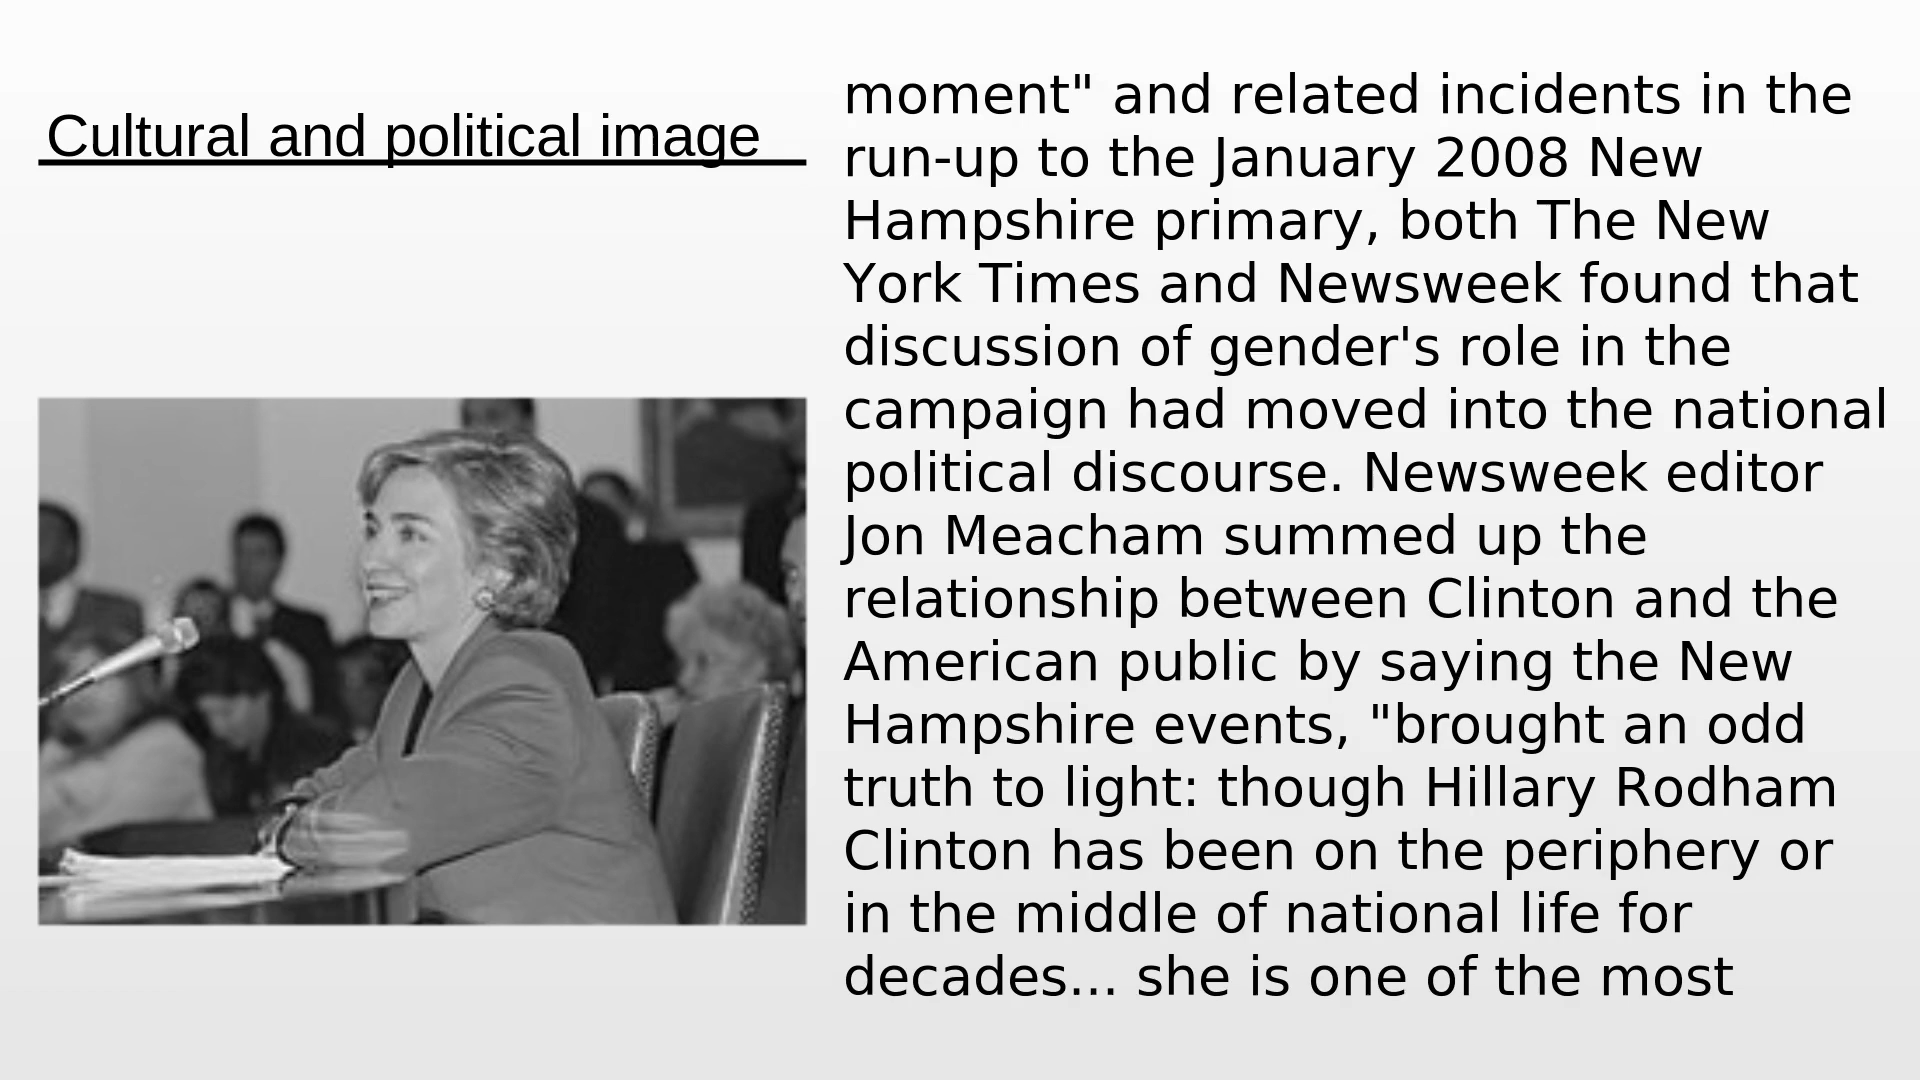 Cultural and political image
moment" and related incidents in the
run-up to the January 2008 New
Hampshire primary, both The New
York Times and Newsweek found that
discussion of gender's role in the
campaign had moved into the national
political discourse. Newsweek editor
Jon Meacham summed up the
relationship between Clinton and the
American public by saying the New
Hampshire events, "brought an odd
truth to light: though Hillary Rodham
Clinton has been on the periphery or
in the middle of national life for
decades... she is one of the most